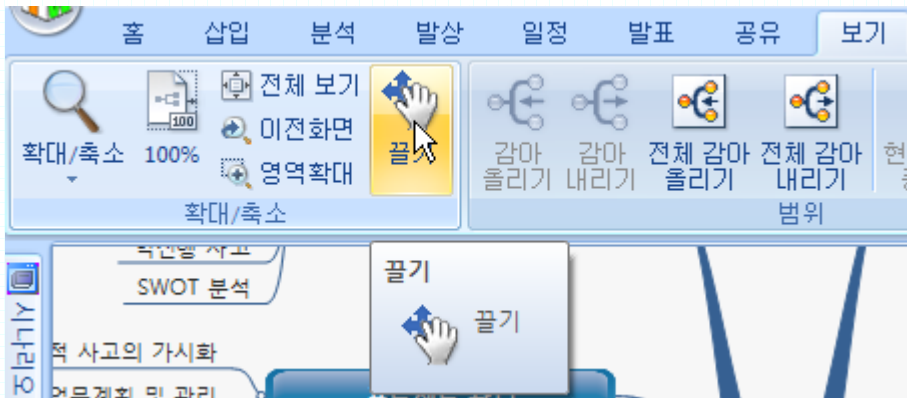 홈 삽입 분석 발상 일정 발표 공유 보기
전체 보기
이전화면
영역확대
확대/축소
100
100%
끌기
감아
올리기
감아
내리기
전체 감아
올리기
전체 감아
내리기
확대/축소
범위
SWOT 분석
끌기
끌기
적 사고의 가시화